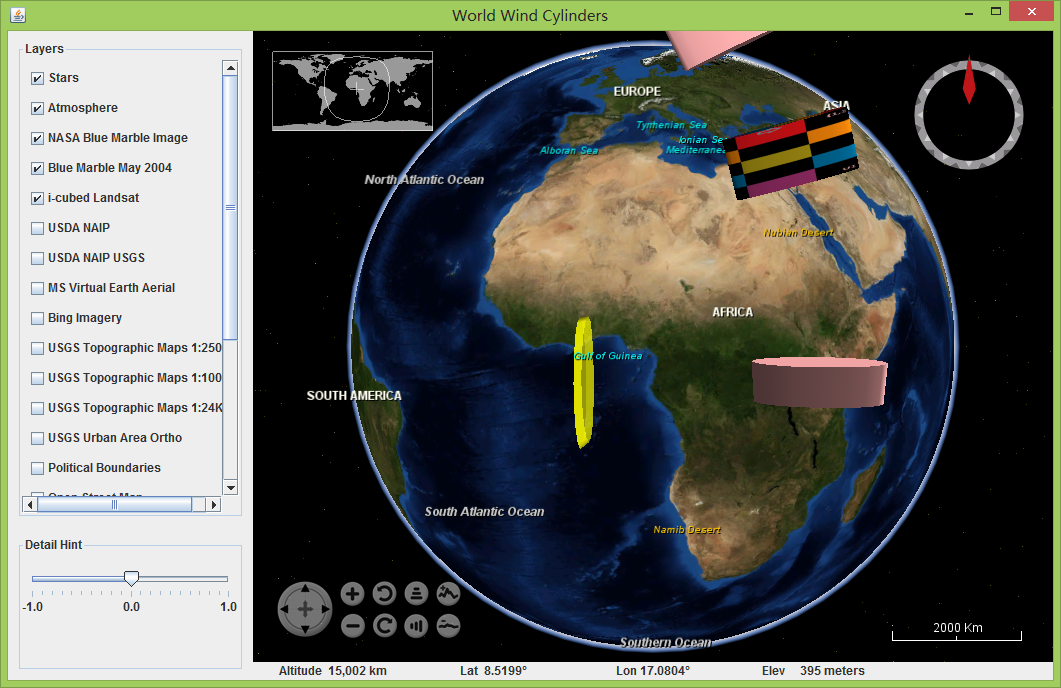 World Wind Cylinders
Layers
Stars
Atmosphere
NASA Blue Marble Image
Blue Marble May 2004
i-cubed Landsat
USDA NAIP
USDA NAIP USGS
MS Virtual Earth Aerial
Bing Imagery
USGS Topographic Maps 1:250
USGS Topographic Maps 1:100
USGS Topographic Maps 1:24K
USGS Urban Area Ortho
Political Boundaries
Open Street Map
Detail Hint
-1.0 0.0 1.0
EUROPE
ASIA
Tyrrhenian Sea
Ionian Se
Alboran Sea
Mediterrane
North Atlantic Ocean
Nubian Desert
AFRICA
Gulf of Guinea
SOUTH AMERICA
South Atlantic Ocean
Namib Desert
2000 Km
Southern Ocean
Altitude 15,002 km Lat 8.5199° Lon 17.0804° Elev 395 meters